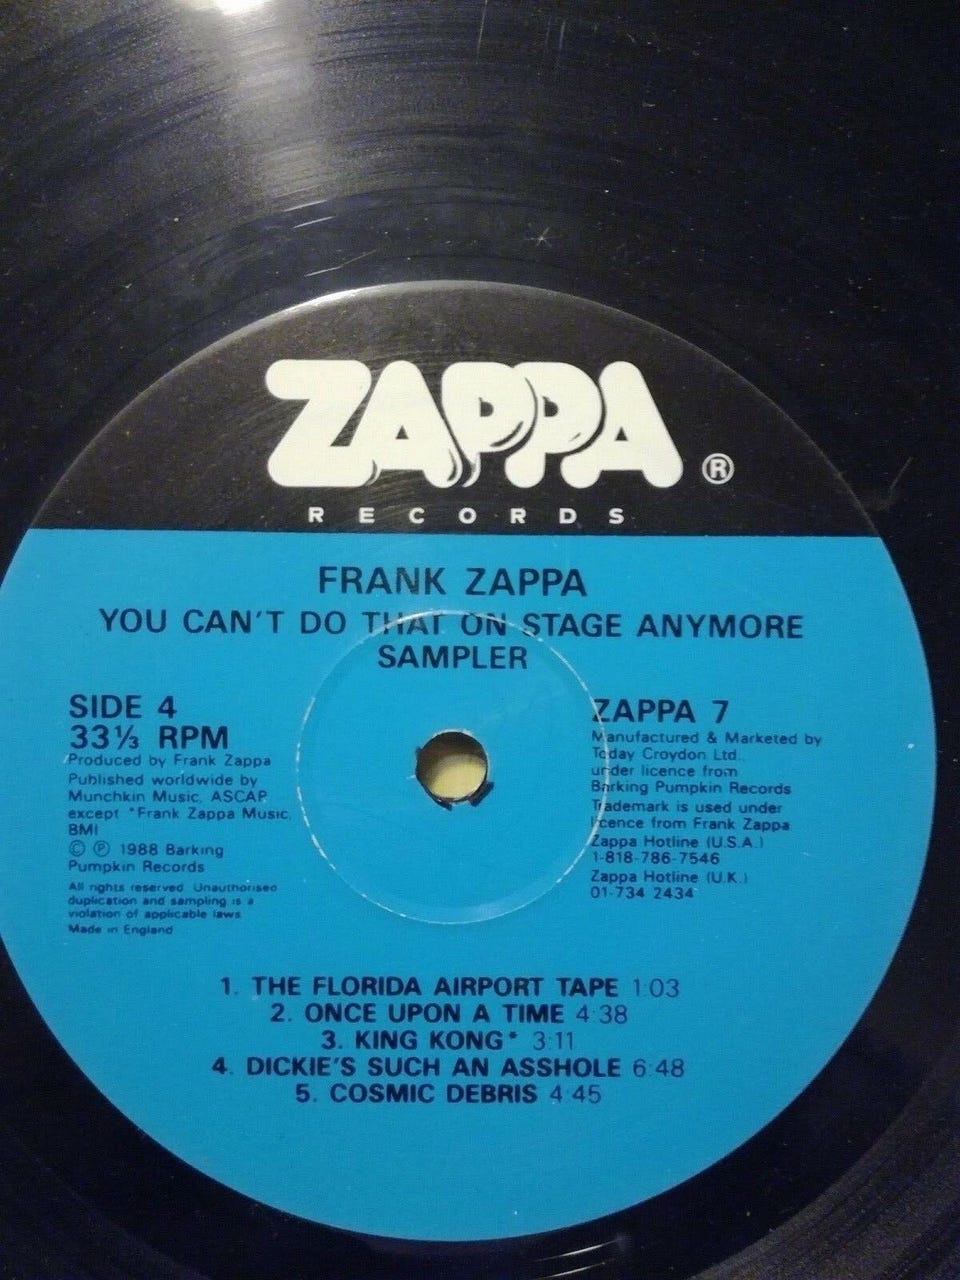 ZAPPA ®
RECORDS
FRANK ZAPPA
YOU CAN'T DO THAT ON STAGE ANYMORE
SAMPLER
SIDE 4
33⅓ RPM
Produced by Frank Zappa
Published worldwide by
Munchkin Music, ASCAP
except *Frank Zappa Music,
BMI
© ℗ 1988 Barking
Pumpkin Records
All rights reserved. Unauthorised
duplication and sampling is a
violation of applicable laws
Made in England
ZAPPA 7
Manufactured & Marketed by
Today Croydon Ltd.,
under licence from
Barking Pumpkin Records
Trademark is used under
licence from Frank Zappa
Zappa Hotline (U.S.A.)
1-818-786-7546
Zappa Hotline (U.K.)
01-734 2434
1. THE FLORIDA AIRPORT TAPE 1:03
2. ONCE UPON A TIME 4:38
3. KING KONG* 3:11
4. DICKIE'S SUCH AN ASSHOLE 6:48
5. COSMIC DEBRIS 4:45